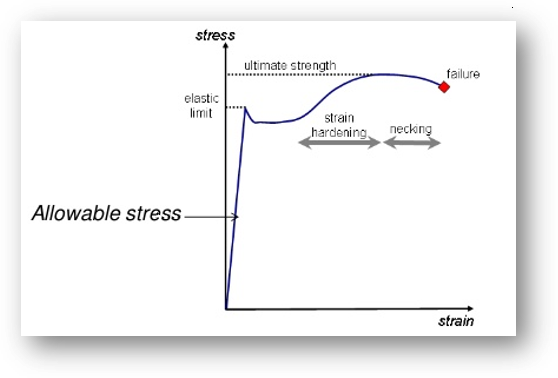 stress
ultimate strength
failure
elastic
limit
strain
hardening
necking
Allowable stress
strain